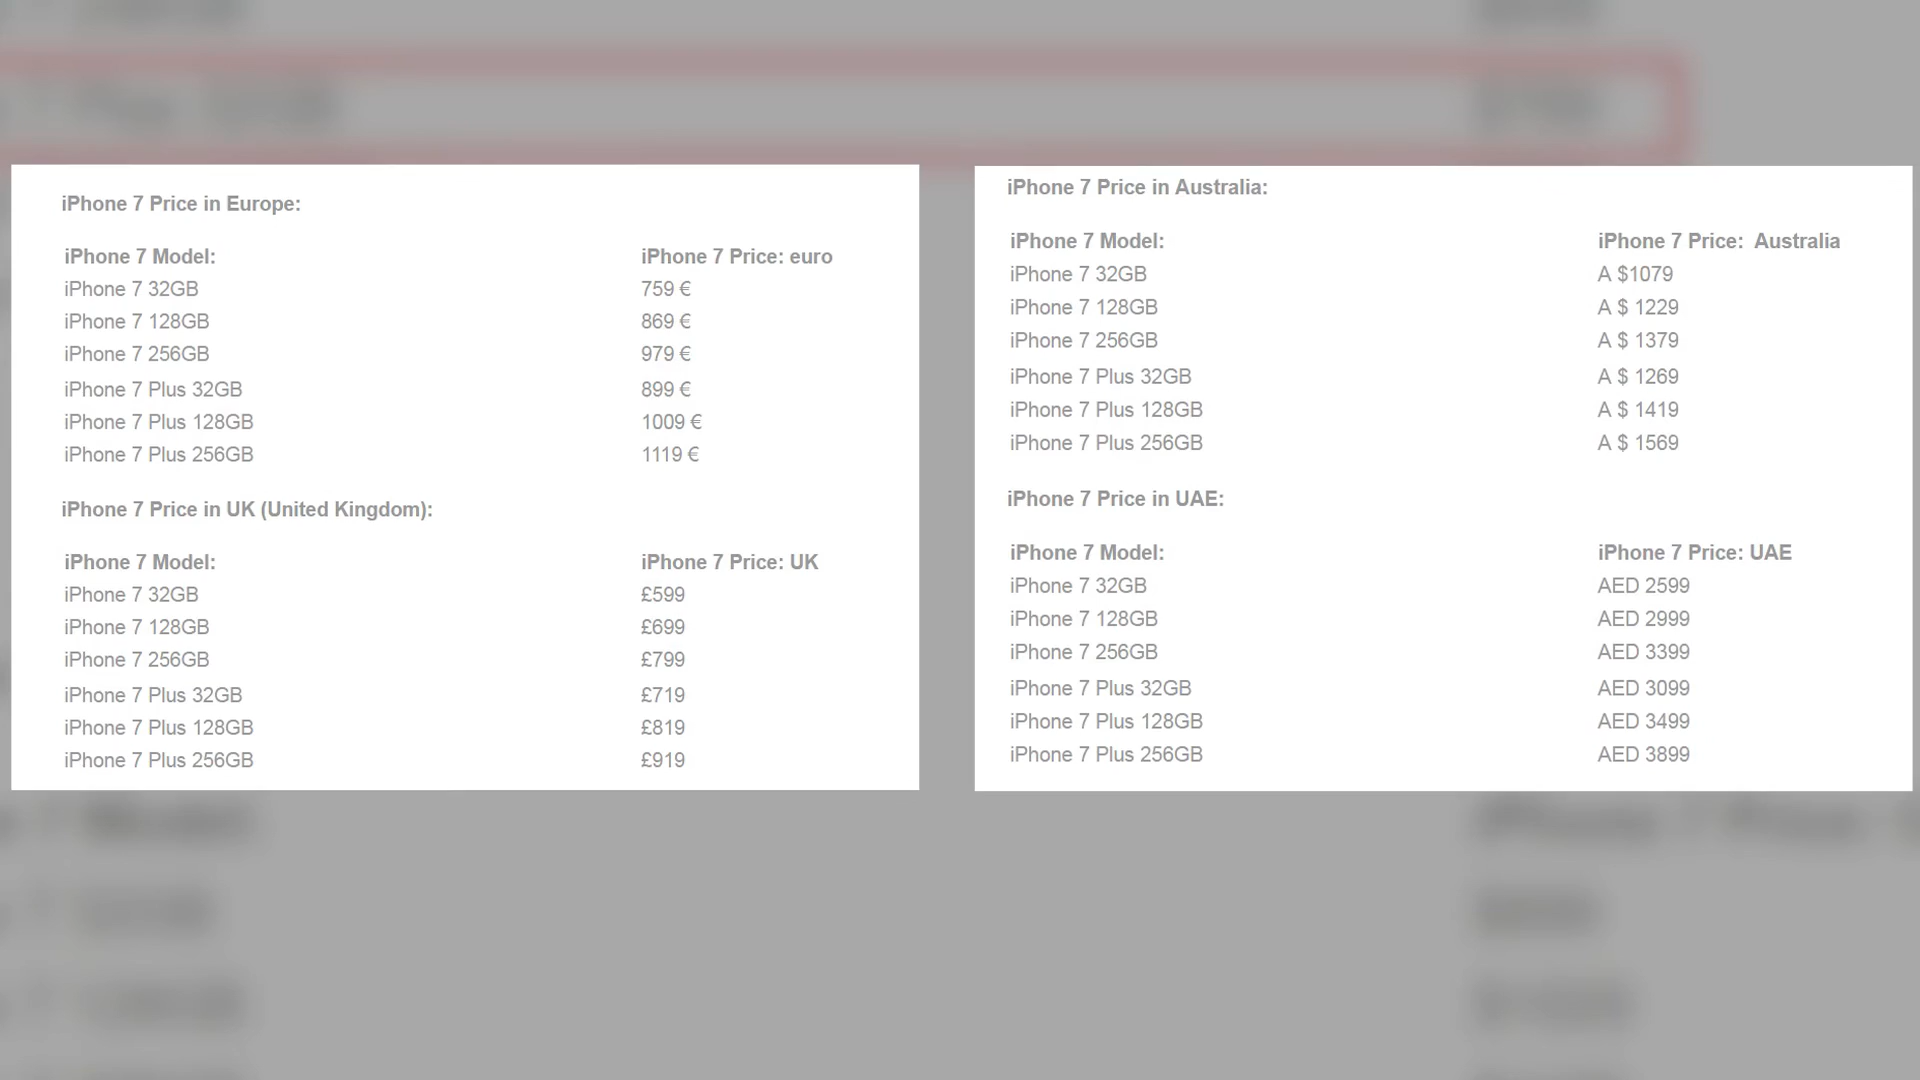 iPhone 7 Price in Europe:
iPhone 7 Model: iPhone 7 Price: euro
iPhone 7 32GB 759 €
iPhone 7 128GB 869 €
iPhone 7 256GB 979 €
iPhone 7 Plus 32GB 899 €
iPhone 7 Plus 128GB 1009 €
iPhone 7 Plus 256GB 1119 €
iPhone 7 Price in UK (United Kingdom):
iPhone 7 Model: iPhone 7 Price: UK
iPhone 7 32GB £599
iPhone 7 128GB £699
iPhone 7 256GB £799
iPhone 7 Plus 32GB £719
iPhone 7 Plus 128GB £819
iPhone 7 Plus 256GB £919
iPhone 7 Price in Australia:
iPhone 7 Model: iPhone 7 Price:  Australia
iPhone 7 32GB A $1079
iPhone 7 128GB A $ 1229
iPhone 7 256GB A $ 1379
iPhone 7 Plus 32GB A $ 1269
iPhone 7 Plus 128GB A $ 1419
iPhone 7 Plus 256GB A $ 1569
iPhone 7 Price in UAE:
iPhone 7 Model: iPhone 7 Price: UAE
iPhone 7 32GB AED 2599
iPhone 7 128GB AED 2999
iPhone 7 256GB AED 3399
iPhone 7 Plus 32GB AED 3099
iPhone 7 Plus 128GB AED 3499
iPhone 7 Plus 256GB AED 3899